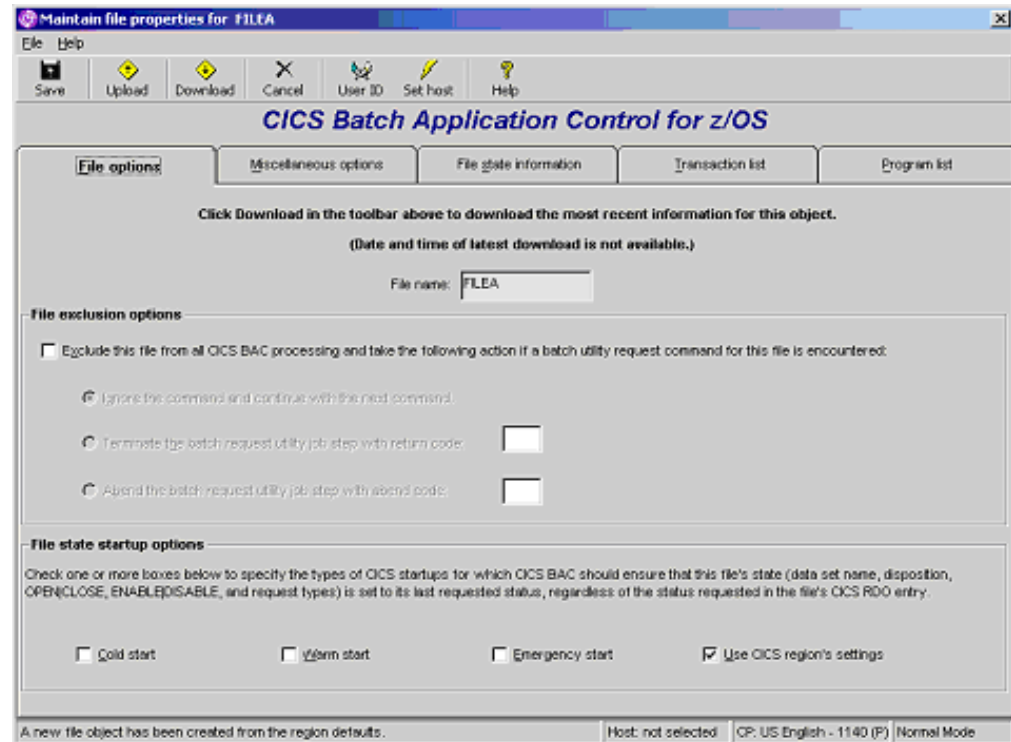 Maintain file properties for FILEA
File Help
Save Upload Download Cancel User ID Set host Help
CICS Batch Application Control for z/OS
File options Miscellaneous options File state information Transaction list Program list
Click Download in the toolbar above to download the most recent information for this object.
(Date and time of latest download is not available.)
File name: FILEA
File exclusion options
Exclude this file from all CICS BAC processing and take the following action if a batch utility request command for this file is encountered:
Ignore the command and continue with the next command.
Terminate the batch request utility job step with return code:
Abend the batch request utility job step with abend code:
File state startup options
Check one or more boxes below to specify the types of CICS startups for which CICS BAC should ensure that this file's state (data set name, disposition,
OPEN|CLOSE, ENABLE|DISABLE, and request types) is set to its last requested status, regardless of the status requested in the file's CICS RDO entry.
Cold start Warm start Emergency start Use CICS region's settings
A new file object has been created from the region defaults. Host: not selected CP: US English - 1140 (P) Normal Mode